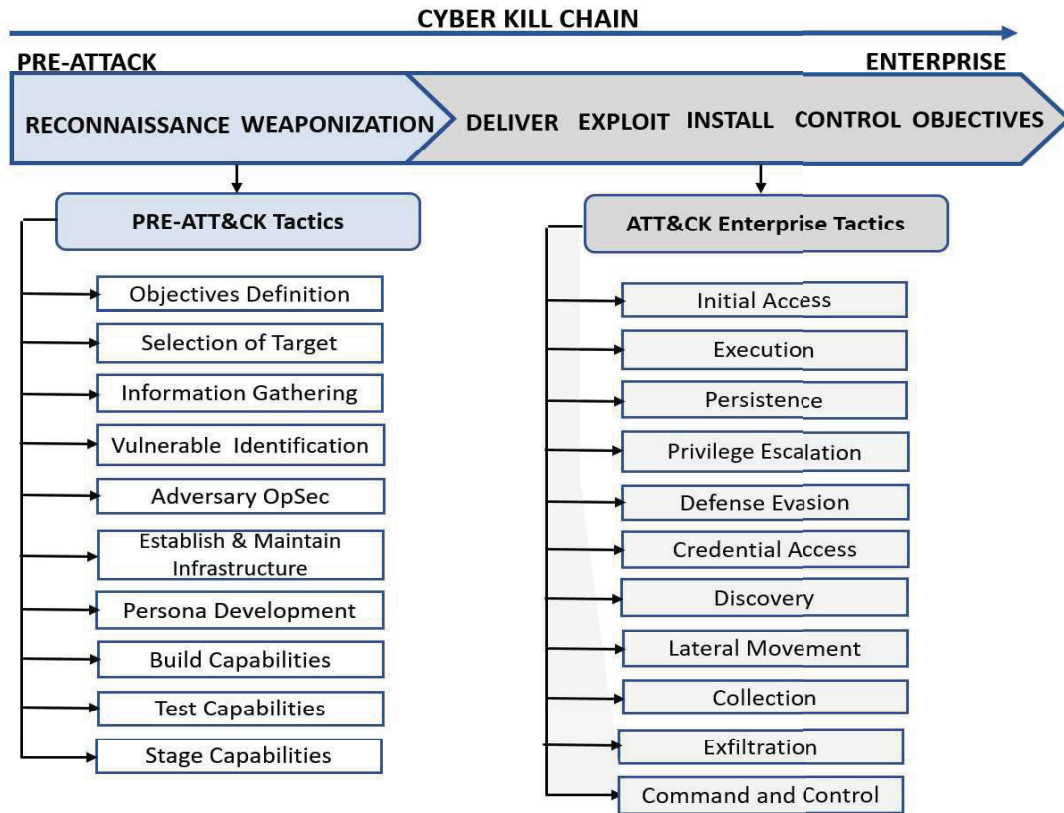 CYBER KILL CHAIN
PRE-ATTACK
ENTERPRISE
RECONNAISSANCE WEAPONIZATION
DELIVER EXPLOIT INSTALL CONTROL OBJECTIVES
PRE-ATT&CK Tactics
Objectives Definition
Selection of Target
Information Gathering
Vulnerable Identification
Adversary OpSec
Establish & Maintain
Infrastructure
Persona Development
Build Capabilities
Test Capabilities
Stage Capabilities
ATT&CK Enterprise Tactics
Initial Access
Execution
Persistence
Privilege Escalation
Defense Evasion
Credential Access
Discovery
Lateral Movement
Collection
Exfiltration
Command and Control